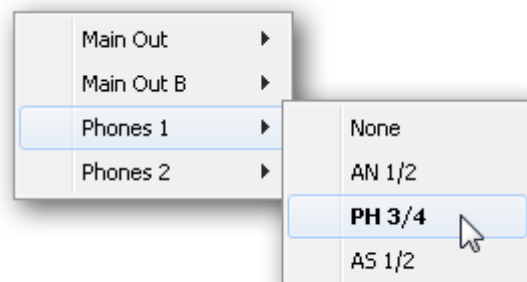 Main Out
Main Out B
Phones 1
Phones 2
None
AN 1/2
PH 3/4
AS 1/2